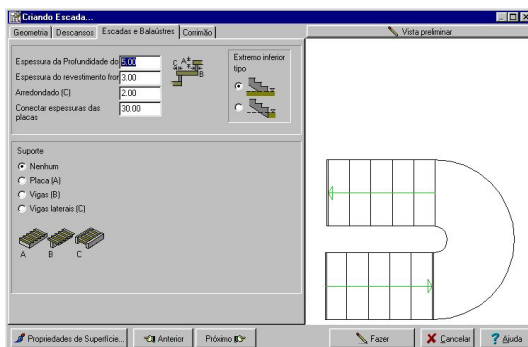 Criando Escada...
Geometria Descansos Escadas e Balaústres Corrimão
Vista preliminar
Espessura da Profundidade do 5.00
Espessura do revestimento fror 3.00
Arredondado (C) 2.00
Conectar espessuras das placas 30.00
C A B
Extremo inferior
tipo
Suporte
Nenhum
Placa (A)
Vigas (B)
Vigas laterais (C)
A B C
Propriedades de Superfície... Anterior Próximo Fazer Cancelar Ajuda